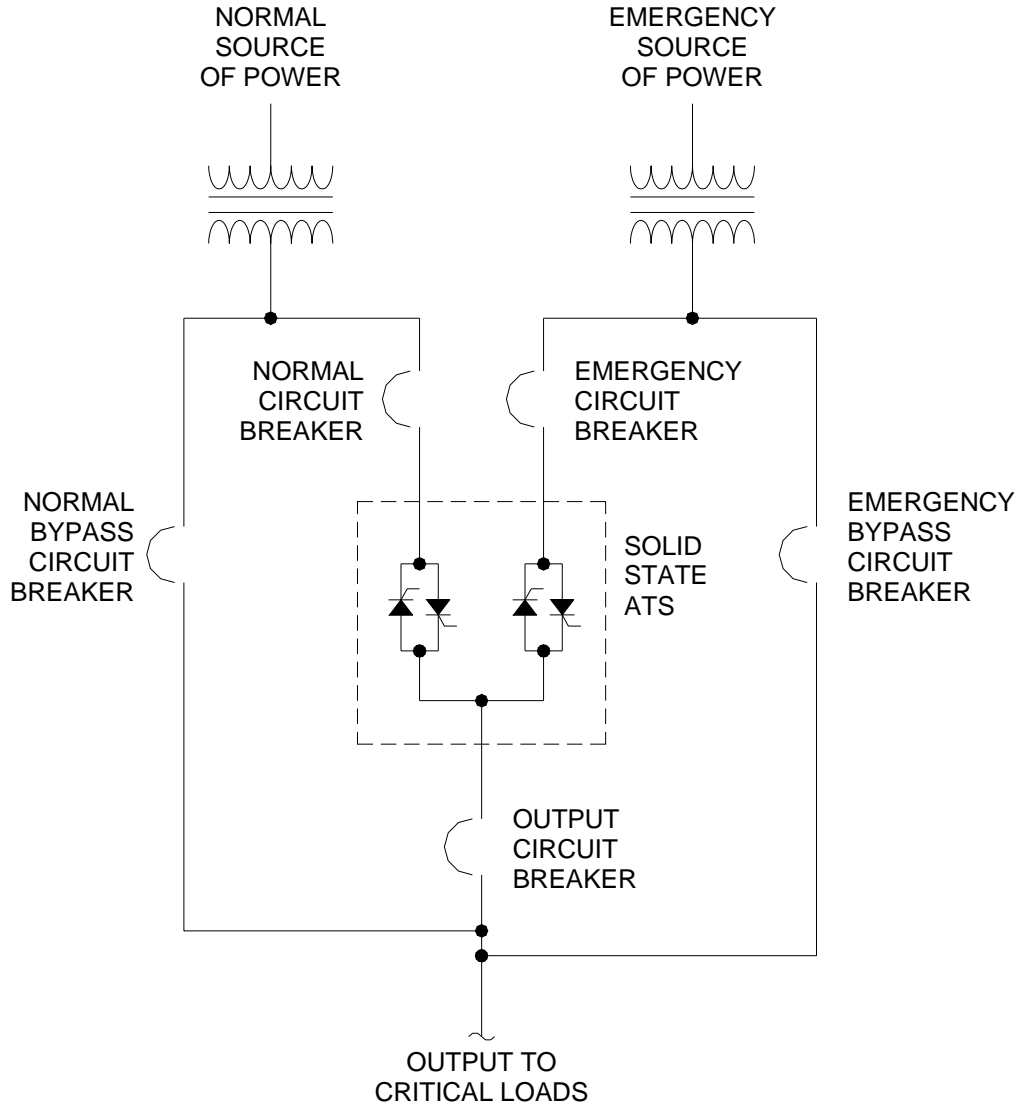 NORMAL
SOURCE
OF POWER
EMERGENCY
SOURCE
OF POWER
NORMAL
CIRCUIT
BREAKER
EMERGENCY
CIRCUIT
BREAKER
NORMAL
BYPASS
CIRCUIT
BREAKER
SOLID
STATE
ATS
EMERGENCY
BYPASS
CIRCUIT
BREAKER
OUTPUT
CIRCUIT
BREAKER
OUTPUT TO
CRITICAL LOADS